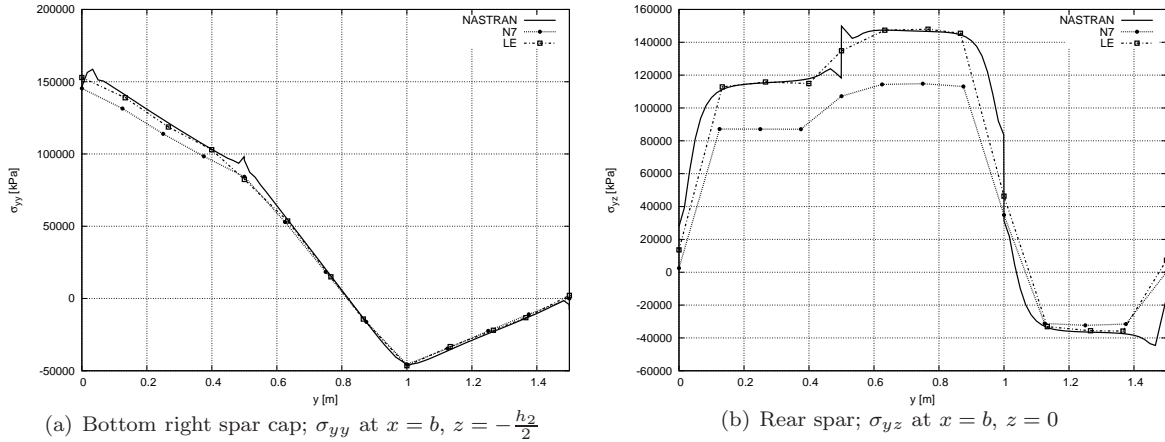 200000
150000
100000
50000
0
-50000
0 0.2 0.4 0.6 0.8 1 1.2 1.4
σyy [kPa]
y [m]
NASTRAN
N7
LE
(a) Bottom right spar cap; σyy at x = b, z = −h2/2
160000
140000
120000
100000
80000
60000
40000
20000
0
-20000
-40000
-60000
0 0.2 0.4 0.6 0.8 1 1.2 1.4
σyz [kPa]
y [m]
NASTRAN
N7
LE
(b) Rear spar; σyz at x = b, z = 0